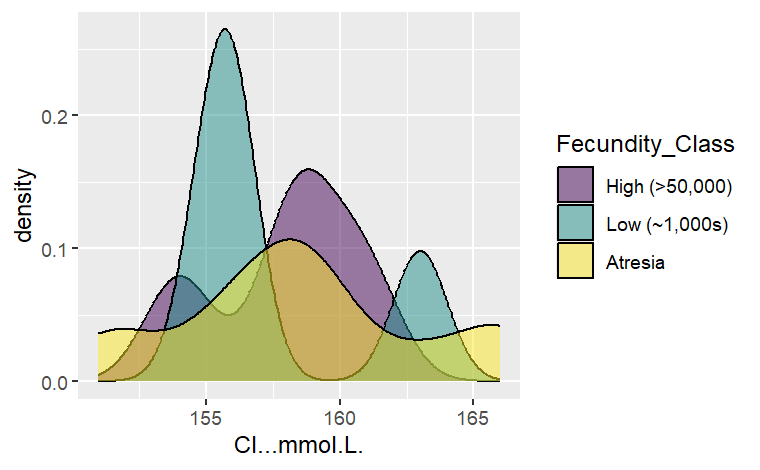 0.2
0.1
0.0
density
155
160
165
Cl...mmol.L.
Fecundity_Class
High (>50,000)
Low (~1,000s)
Atresia